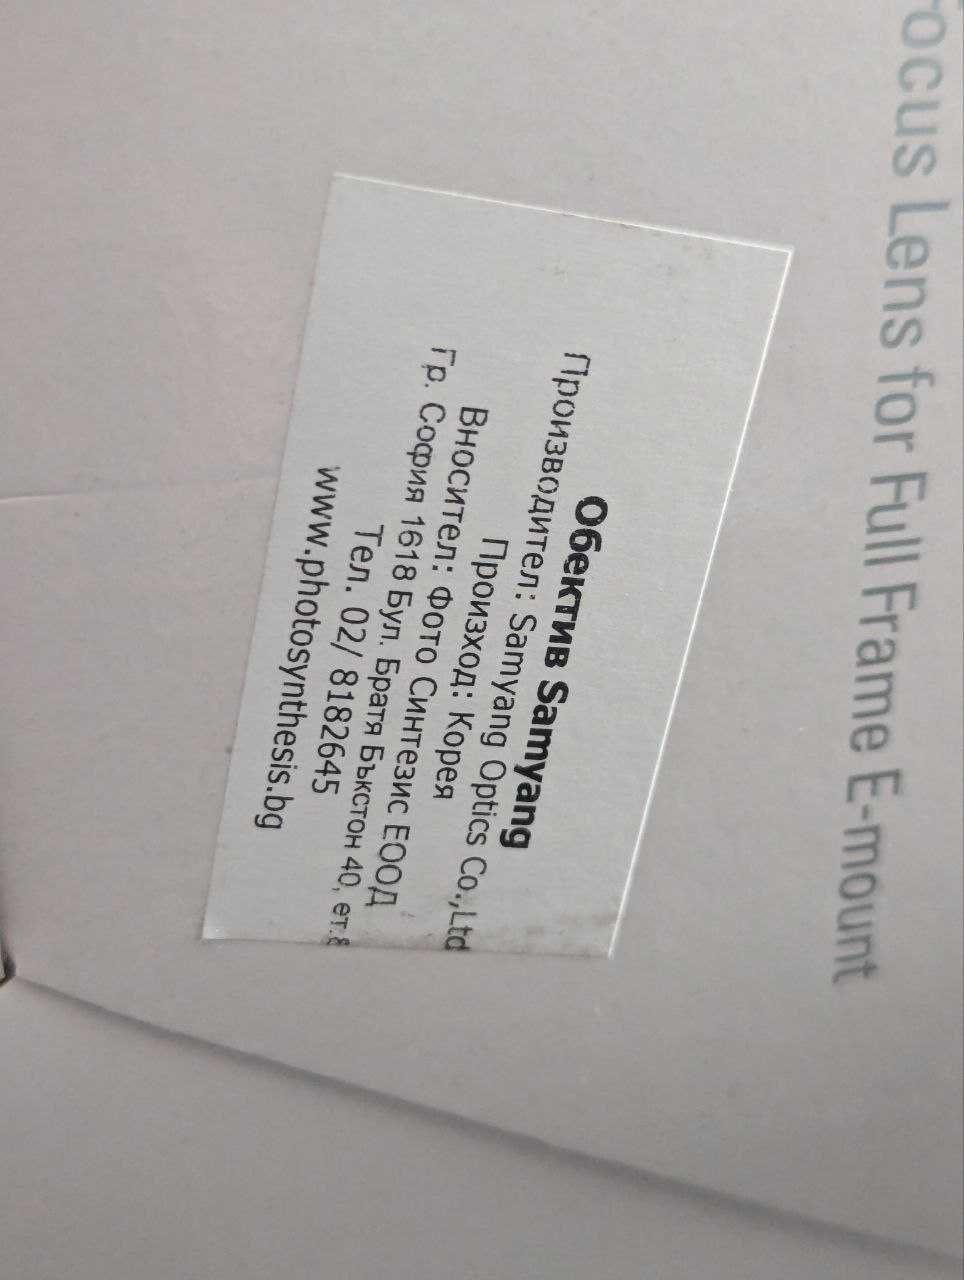 ocus Lens for Full Frame E-mount
Обектив Samyang
Производител: Samyang Optics Co.,Ltd
Произход: Корея
Вносител: Фото Синтезис ЕООД
Гр. София 1618 Бул. Братя Бъкстон 40, ет.
Тел. 02/ 8182645
www.photosynthesis.bg